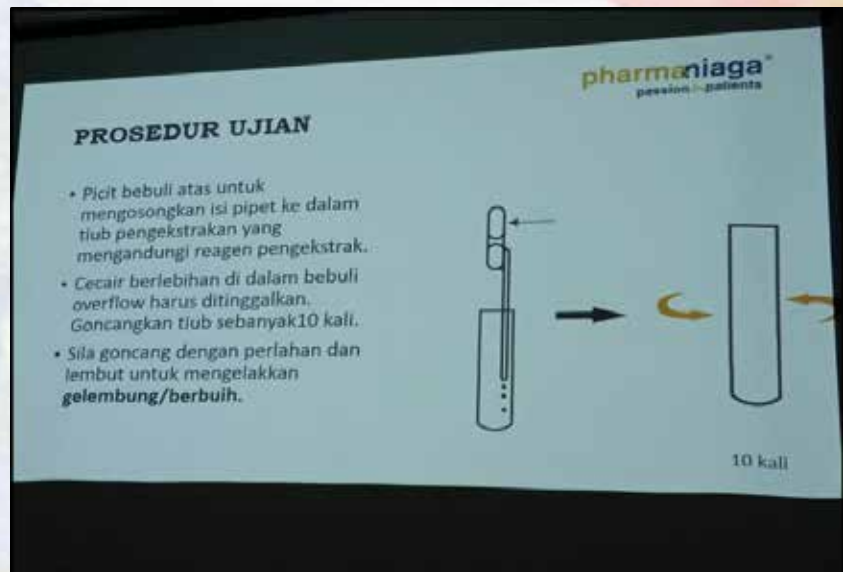 pharmaniaga®
passion for patients
PROSEDUR UJIAN
• Picit bebuli atas untuk
mengosongkan isi pipet ke dalam
tiub pengekstrakan yang
mengandungi reagen pengekstrak.
• Cecair berlebihan di dalam bebuli
overflow harus ditinggalkan.
Goncangkan tiub sebanyak10 kali.
• Sila goncang dengan perlahan dan
lembut untuk mengelakkan
gelembung/berbuih.
10 kali